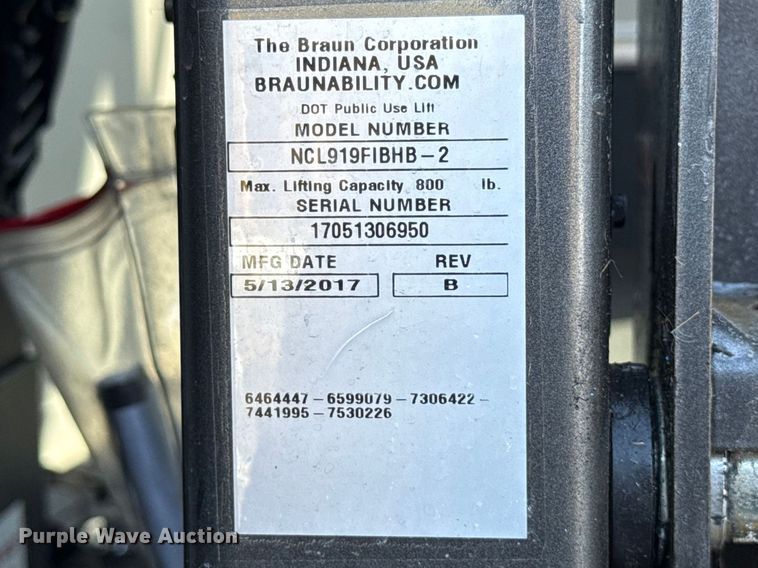 The Braun Corporation
INDIANA, USA
BRAUNABILITY.COM
DOT Public Use Lift
MODEL NUMBER
NCL919FIBHB-2
Max. Lifting Capacity 800 lb.
SERIAL NUMBER
17051306950
MFG DATE REV
5/13/2017 B
6464447-6599079-7306422-
7441995-7530226
Purple Wave Auction